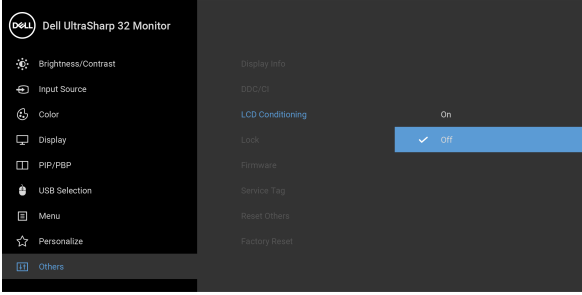 DELL Dell UltraSharp 32 Monitor
Brightness/Contrast
Input Source
Color
Display
PIP/PBP
USB Selection
Menu
Personalize
Others
Display Info
DDC/CI
LCD Conditioning
Lock
Firmware
Service Tag
Reset Others
Factory Reset
On
Off